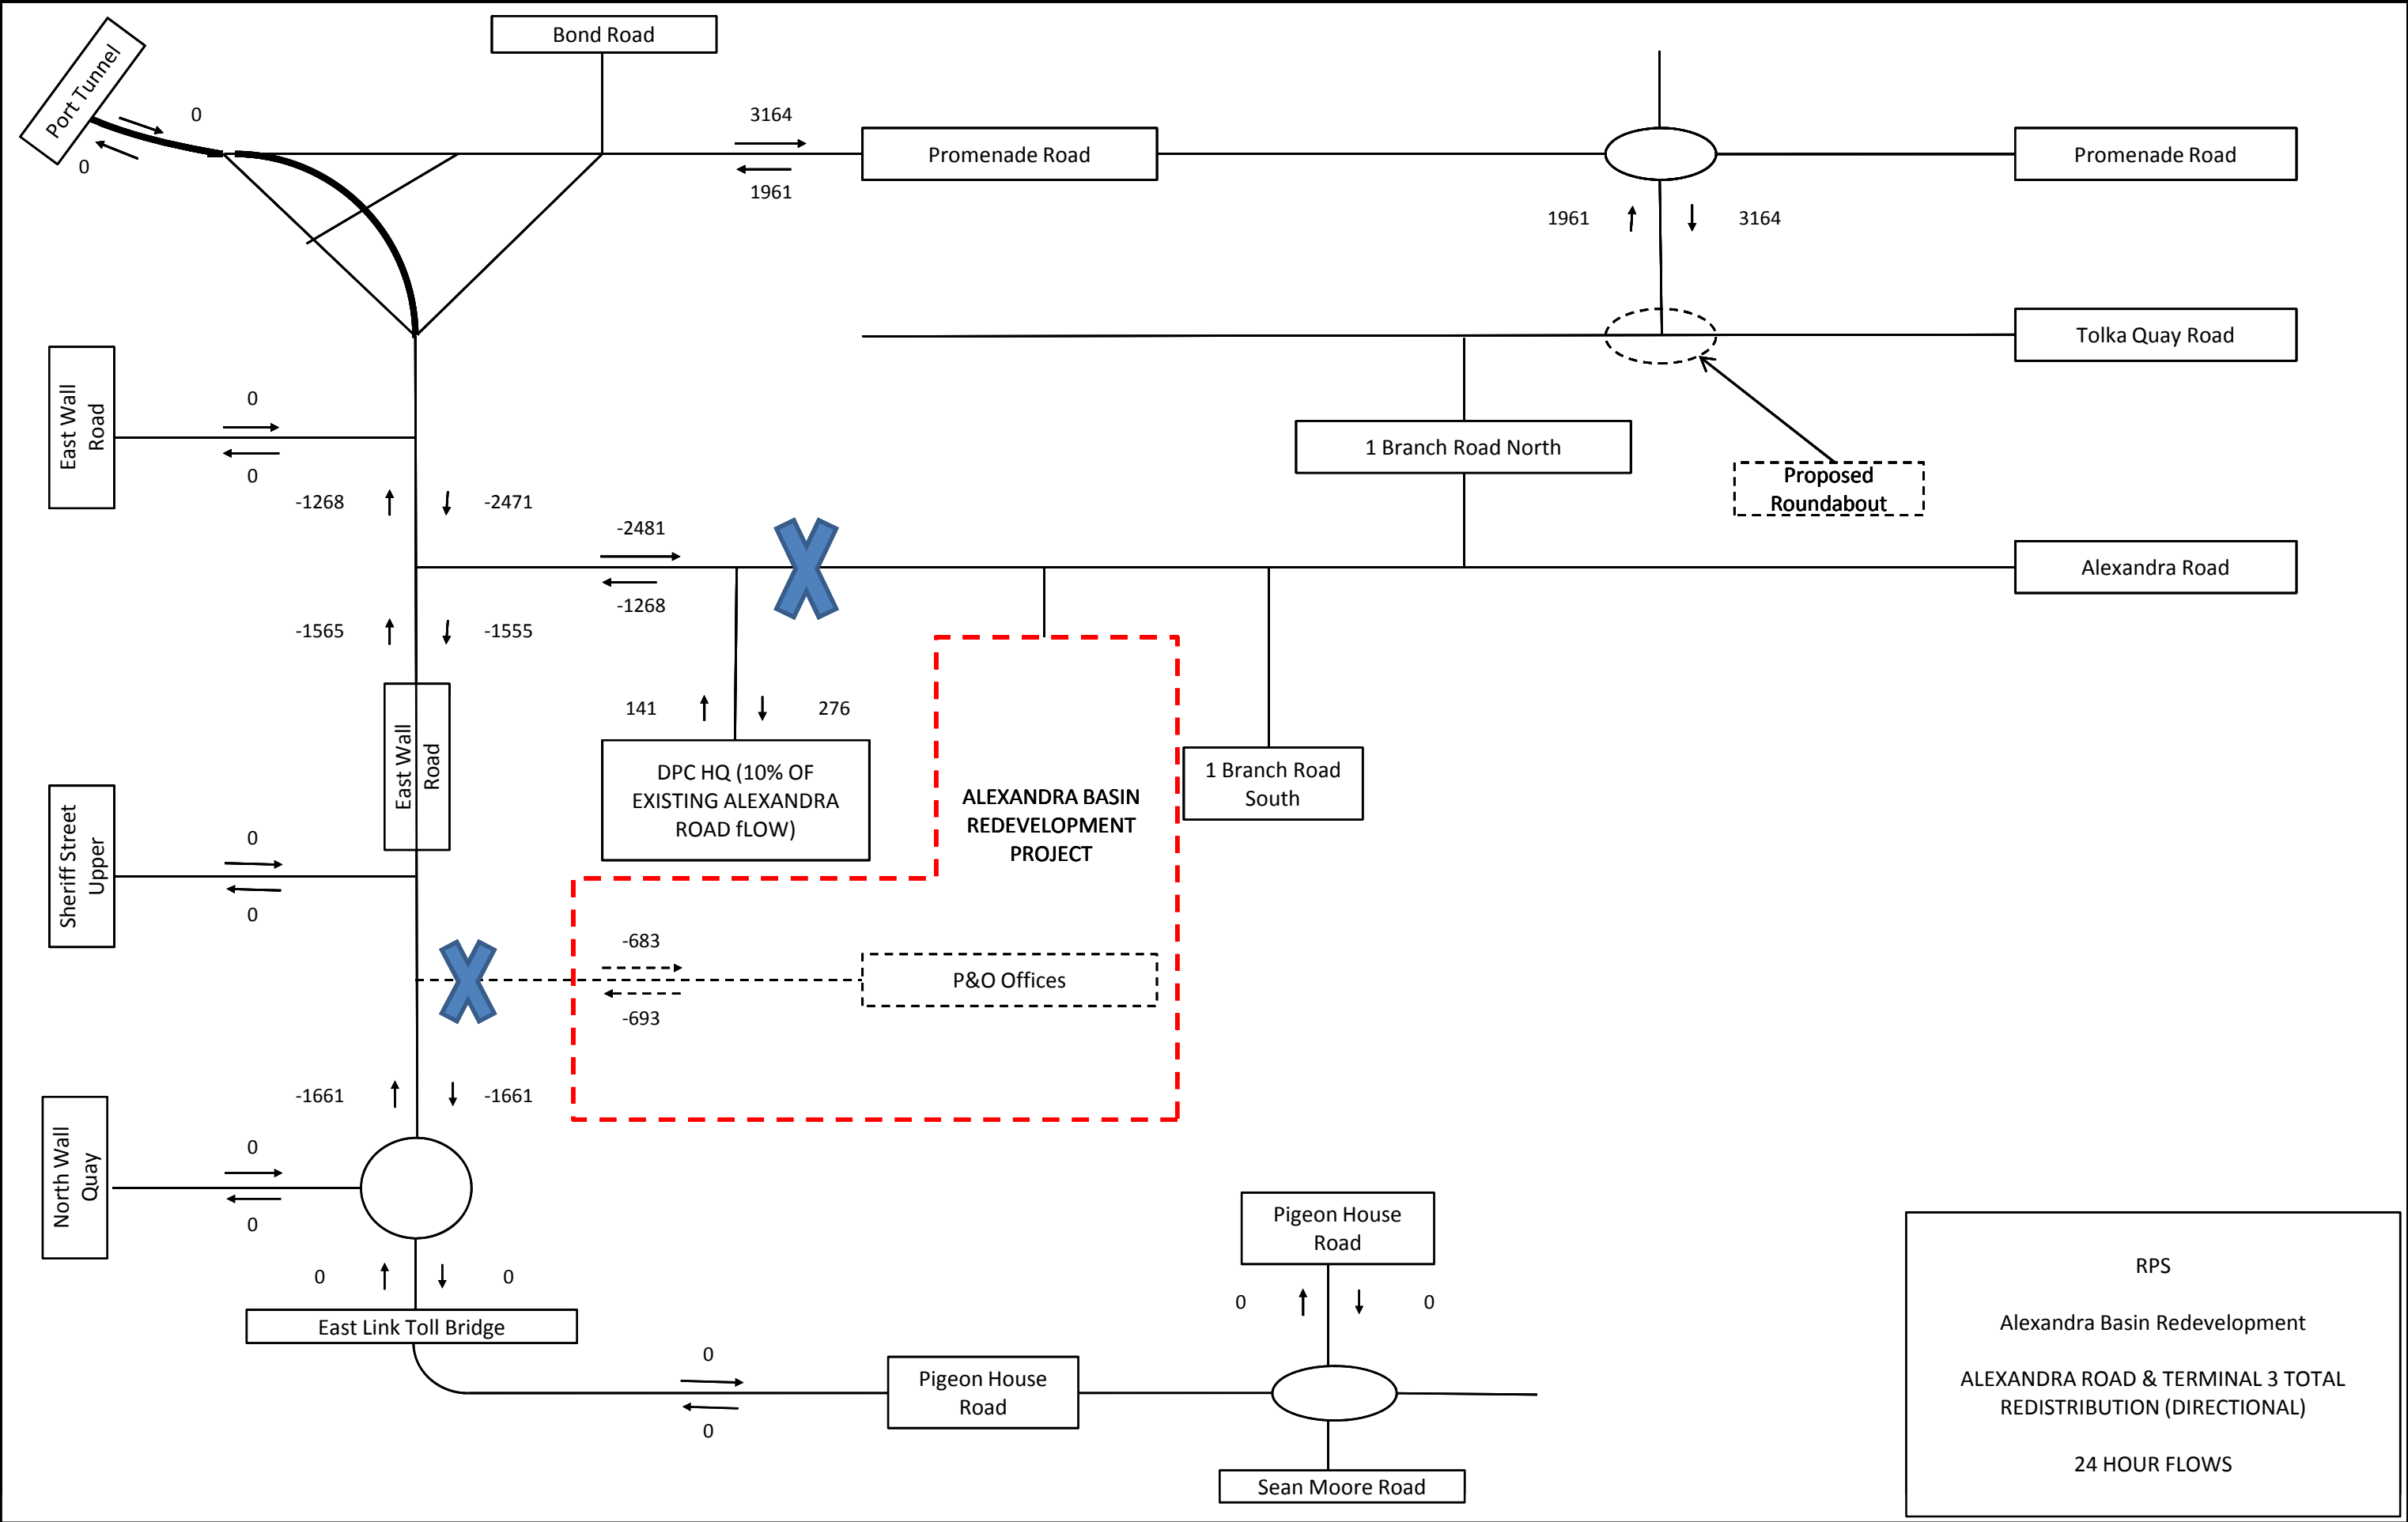 Bond Road
Port Tunnel
0
0
3164
1961
Promenade Road
Promenade Road
1961
3164
Tolka Quay Road
East Wall
Road
0
0
1 Branch Road North
Proposed
Roundabout
-1268
-2471
-2481
-1268
Alexandra Road
-1565
-1555
East Wall
Road
141
276
DPC HQ (10% OF
EXISTING ALEXANDRA
ROAD fLOW)
ALEXANDRA BASIN
REDEVELOPMENT
PROJECT
1 Branch Road
South
Sheriff Street
Upper
0
0
-683
-693
P&O Offices
-1661
-1661
North Wall
Quay
0
0
0
0
East Link Toll Bridge
0
0
Pigeon House
Road
Pigeon House
Road
0
0
Sean Moore Road
RPS
Alexandra Basin Redevelopment
ALEXANDRA ROAD & TERMINAL 3 TOTAL
REDISTRIBUTION (DIRECTIONAL)
24 HOUR FLOWS